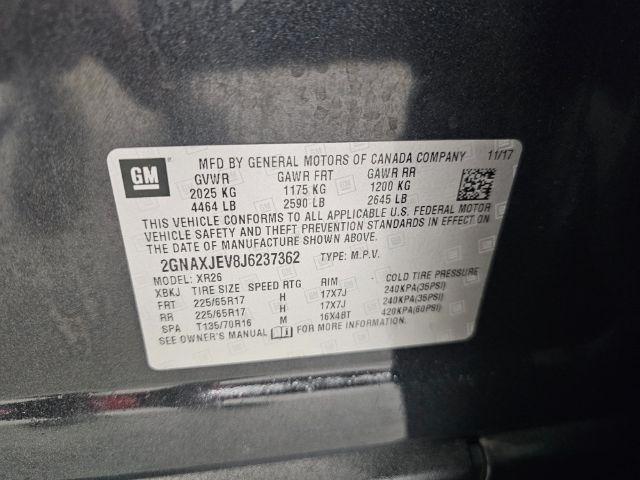 GM
MFD BY GENERAL MOTORS OF CANADA COMPANY 11/17
GVWR GAWR FRT GAWR RR
2025 KG 1175 KG 1200 KG
4464 LB 2590 LB 2645 LB
THIS VEHICLE CONFORMS TO ALL APPLICABLE U.S. FEDERAL MOTOR
VEHICLE SAFETY AND THEFT PREVENTION STANDARDS IN EFFECT ON
THE DATE OF MANUFACTURE SHOWN ABOVE.
2GNAXJEV8J6237362 TYPE: M.P.V.
MODEL: XR26
XBKJ TIRE SIZE SPEED RTG RIM COLD TIRE PRESSURE
FRT 225/65R17 H 17X7J 240KPA(35PSI)
RR 225/65R17 H 17X7J 240KPA(35PSI)
SPA T135/70R16 M 16X4BT 420KPA(60PSI)
SEE OWNER'S MANUAL FOR MORE INFORMATION.